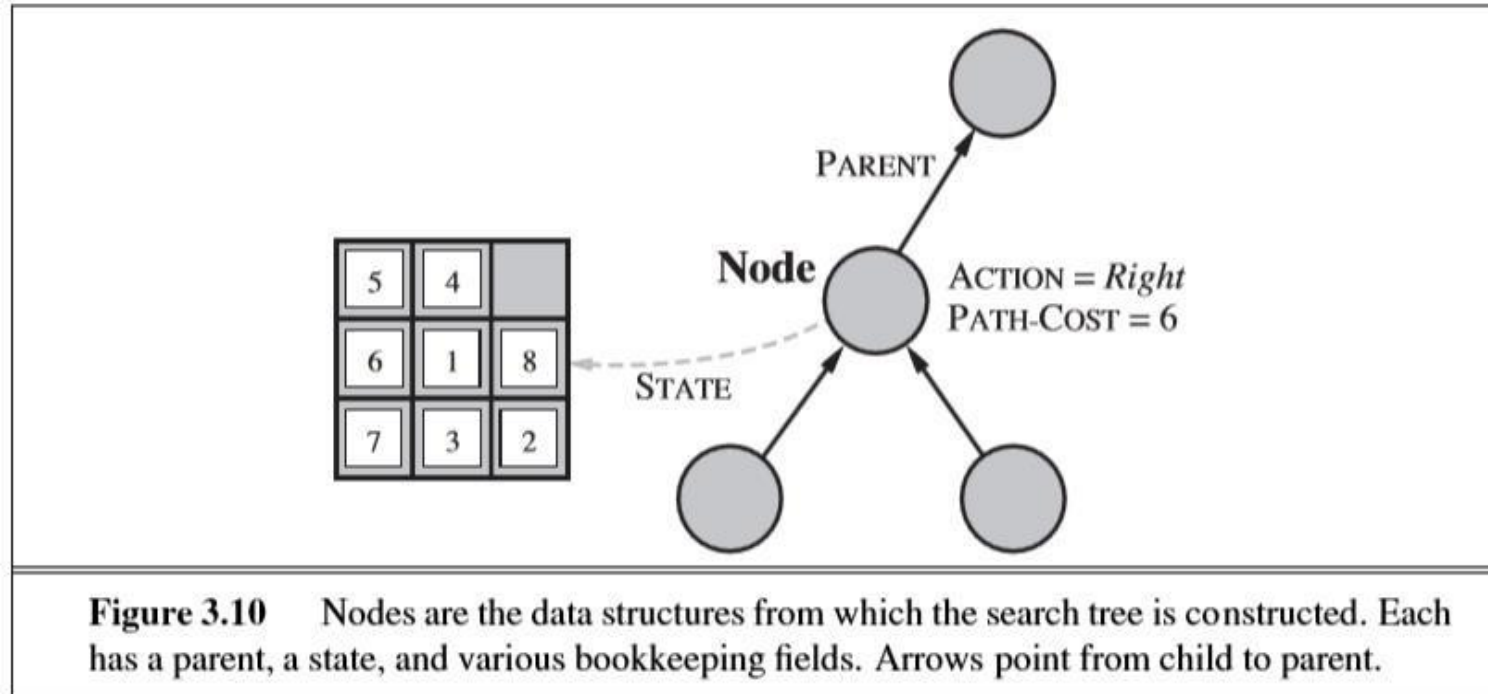 PARENT
Node
ACTION = Right
PATH-COST = 6
5 4
6 1 8
7 3 2
STATE
Figure 3.10 Nodes are the data structures from which the search tree is constructed. Each
has a parent, a state, and various bookkeeping fields. Arrows point from child to parent.